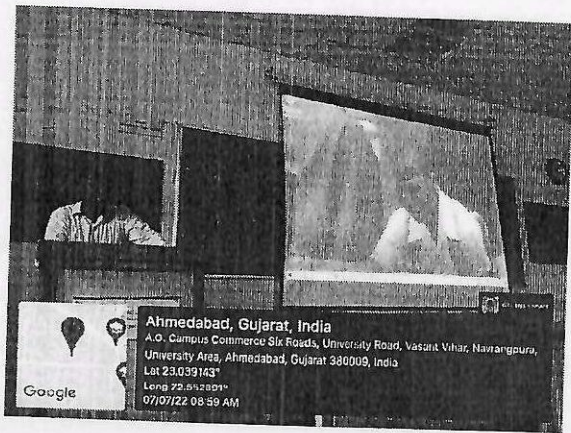 Ahmedabad, Gujarat, India
A.O. Campus Commerce Six Roads, University Road, Vasant Vihar, Navrangpura,
University Area, Ahmedabad, Gujarat 380009, India
Lat 23.039143°
Long 72.552891°
07/07/22 08:59 AM
Google